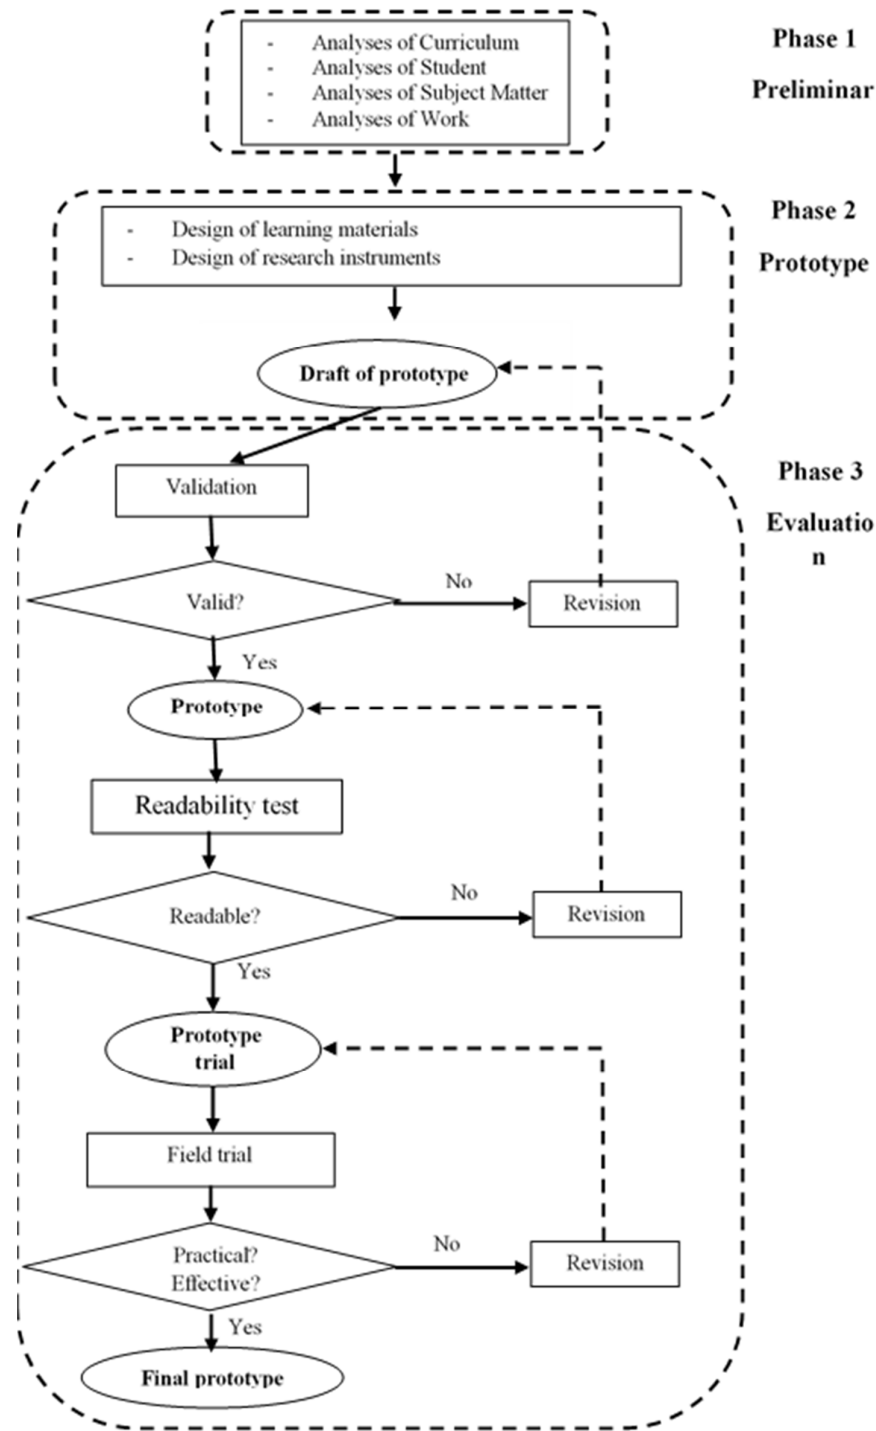 - Analyses of Curriculum
- Analyses of Student
- Analyses of Subject Matter
- Analyses of Work
Phase 1
Preliminar
- Design of learning materials
- Design of research instruments
Phase 2
Prototype
Draft of prototype
Phase 3
Evaluatio
n
Validation
Valid?
No
Revision
Yes
Prototype
Readability test
Readable?
No
Revision
Yes
Prototype
trial
Field trial
Practical?
Effective?
No
Revision
Yes
Final prototype